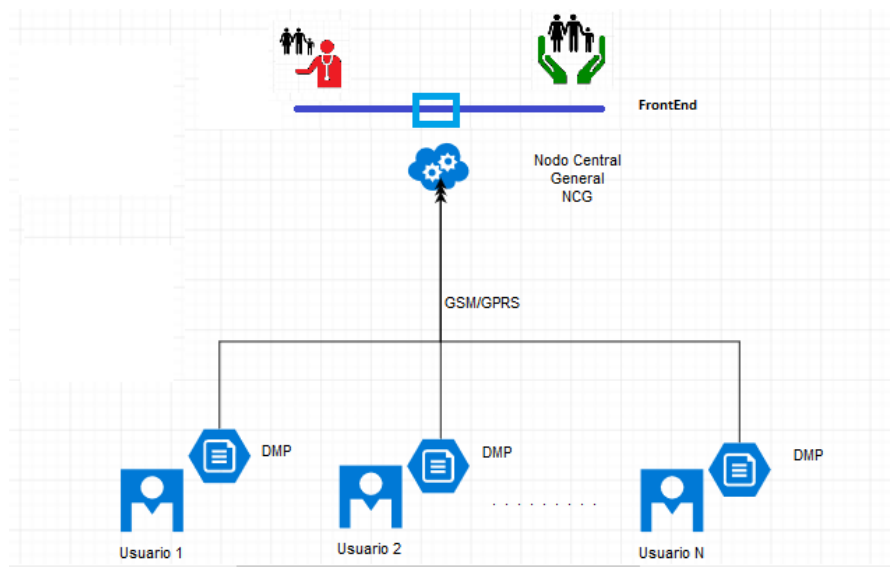 FrontEnd
Nodo Central
General
NCG
GSM/GPRS
DMP
DMP
DMP
Usuario 1
Usuario 2
. . . . . . . . .
Usuario N